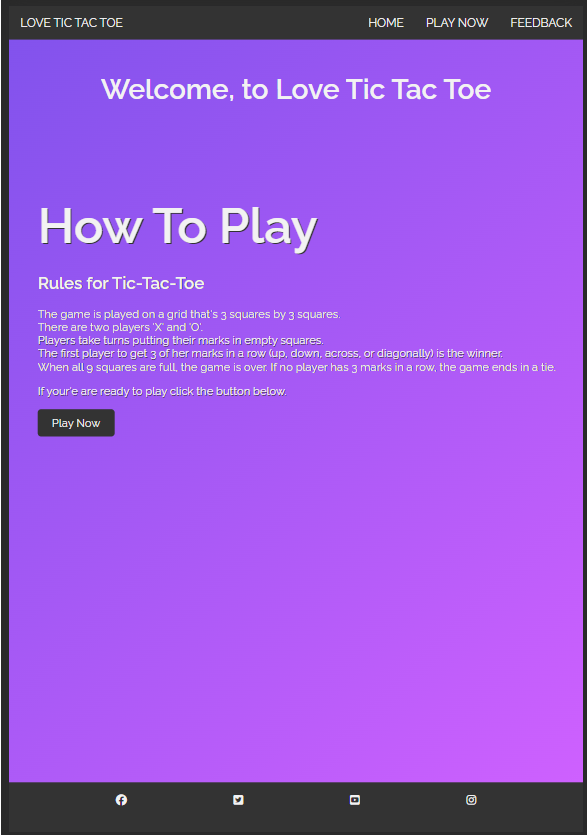 LOVE TIC TAC TOE
HOME PLAY NOW FEEDBACK
Welcome, to Love Tic Tac Toe
How To Play
Rules for Tic-Tac-Toe
The game is played on a grid that's 3 squares by 3 squares.
There are two players 'X' and 'O'.
Players take turns putting their marks in empty squares.
The first player to get 3 of her marks in a row (up, down, across, or diagonally) is the winner.
When all 9 squares are full, the game is over. If no player has 3 marks in a row, the game ends in a tie.
If your'e are ready to play click the button below.
Play Now